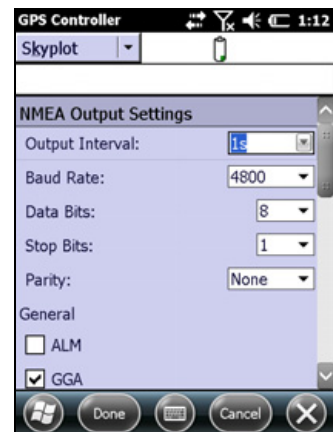 GPS Controller 1:12
Skyplot
NMEA Output Settings
Output Interval: 1s
Baud Rate: 4800
Data Bits: 8
Stop Bits: 1
Parity: None
General
ALM
GGA
Done Cancel